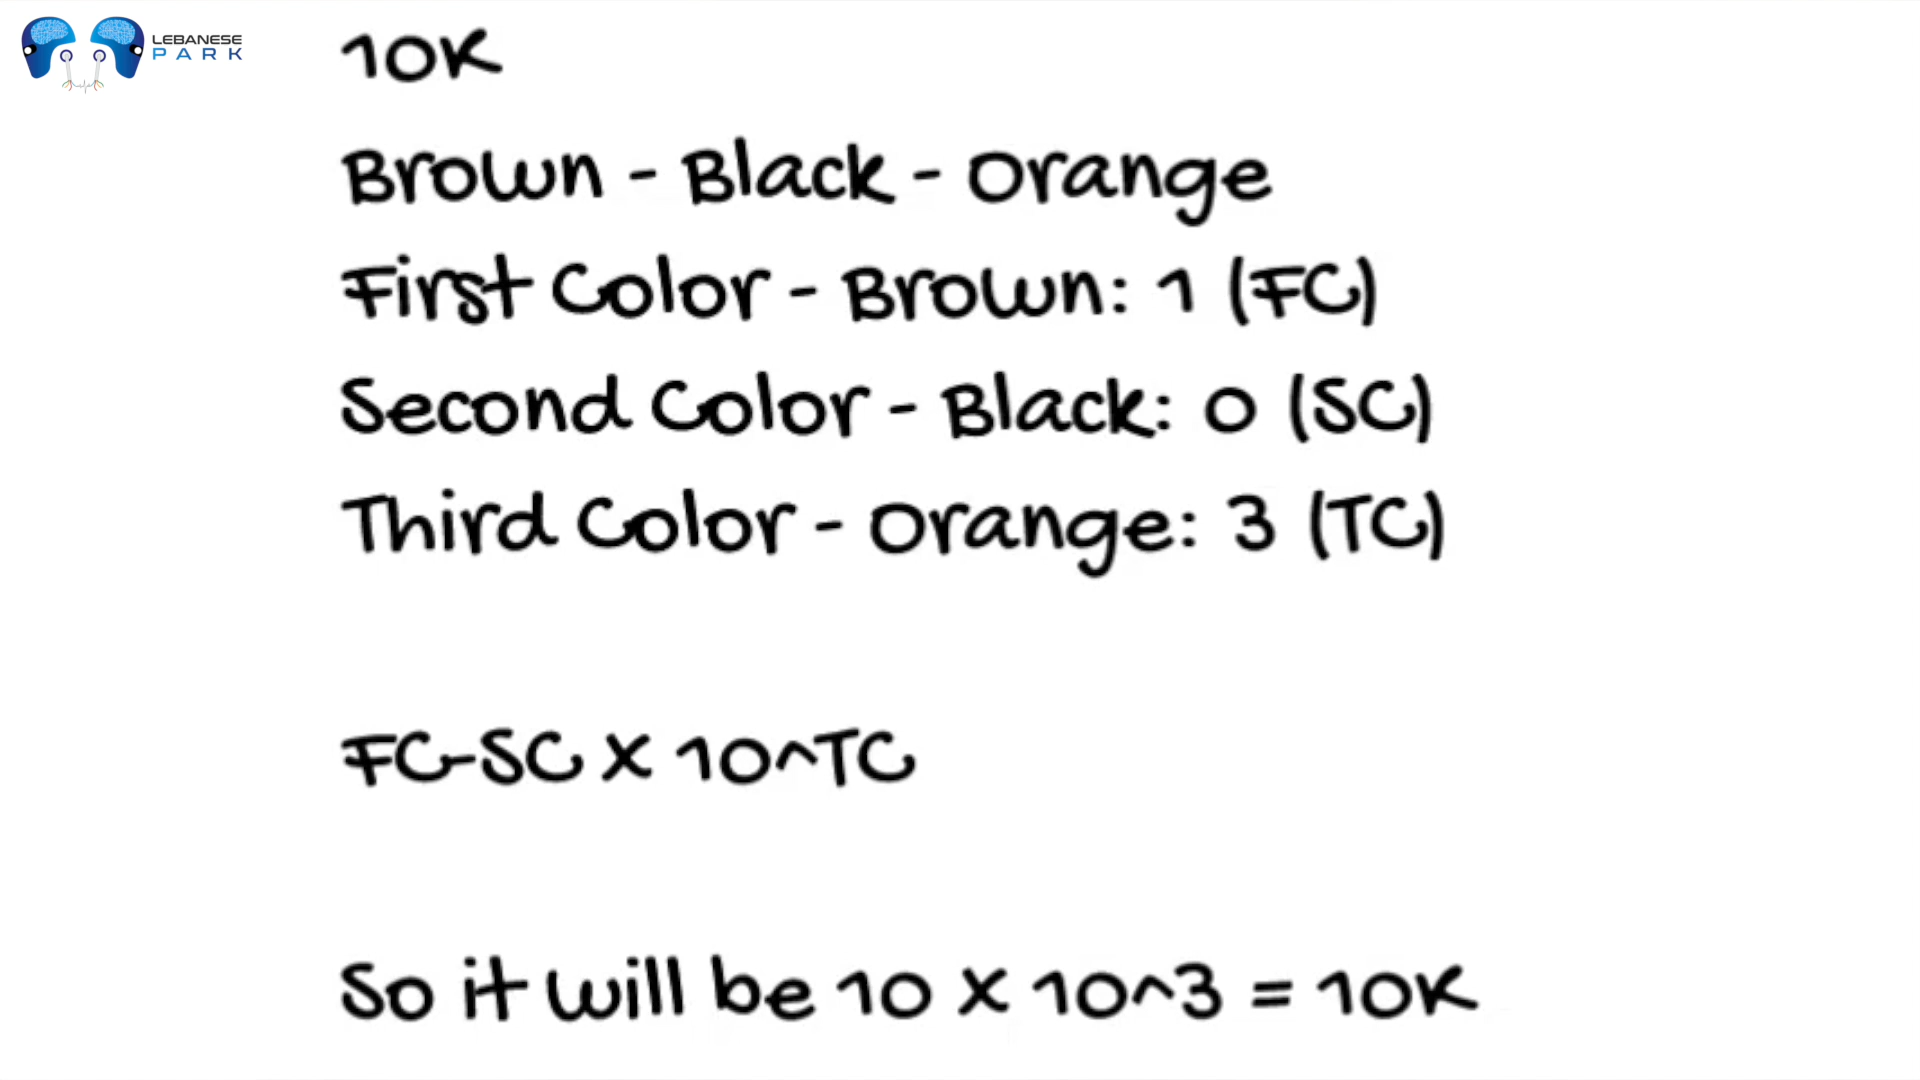 LEBANESE
PARK
10K
Brown - Black - Orange
First Color - Brown: 1 (FC)
Second Color - Black: 0 (SC)
Third Color - Orange: 3 (TC)
FC-SC X 10^TC
So it will be 10 X 10^3 = 10K